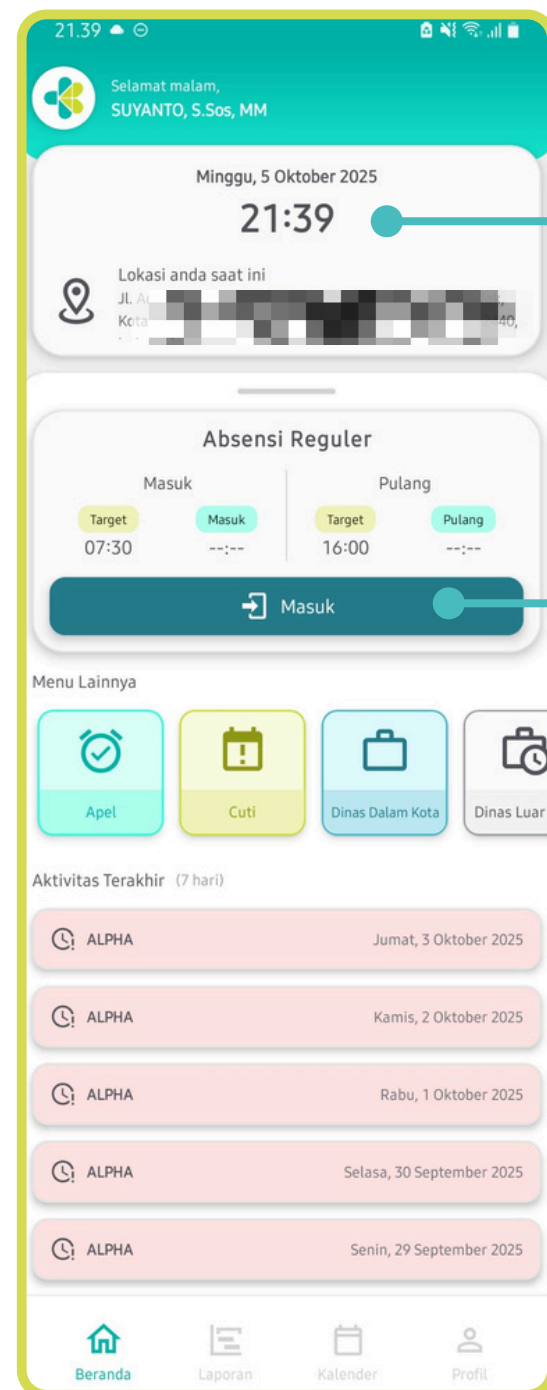 21.39
Selamat malam,
SUYANTO, S.Sos, MM
Minggu, 5 Oktober 2025
21:39
Lokasi anda saat ini
JL.
Absensi Reguler
Masuk Pulang
Target Masuk Target Pulang
07:30 --:-- 16:00 --:--
Masuk
Menu Lainnya
Apel Cuti Dinas Dalam Kota Dinas Luar
Aktivitas Terakhir (7 hari)
ALPHA Jumat, 3 Oktober 2025
ALPHA Kamis, 2 Oktober 2025
ALPHA Rabu, 1 Oktober 2025
ALPHA Selasa, 30 September 2025
ALPHA Senin, 29 September 2025
Beranda Laporan Kalender Profil